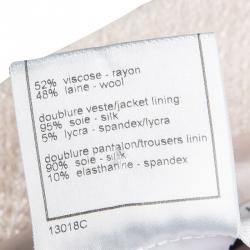 52% viscose - rayon
48% laine - wool
doublure veste/jacket lining:
95% soie - silk
5% lycra - spandex/lycra
doublure pantalon/trousers linin
90% soie - silk
10% elasthanne - spandex
13018C